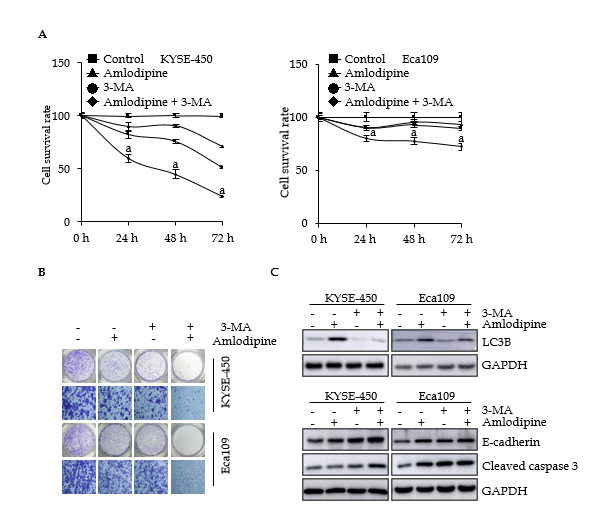 A
150
100
50
0
Cell survival rate
Control KYSE-450
Amlodipine
3-MA
Amlodipine + 3-MA
a
a
a
0 h 24 h 48 h 72 h
150
100
50
0
Cell survival rate
Control Eca109
Amlodipine
3-MA
Amlodipine + 3-MA
a a a
0 h 24 h 48 h 72 h
B
- - + + 3-MA
- + - + Amlodipine
KYSE-450
Eca109
C
KYSE-450 Eca109
- - + + - - + + 3-MA
- + - + - + - + Amlodipine
LC3B
GAPDH
KYSE-450 Eca109
- - + + - - + + 3-MA
- + - + - + - + Amlodipine
E-cadherin
Cleaved caspase 3
GAPDH